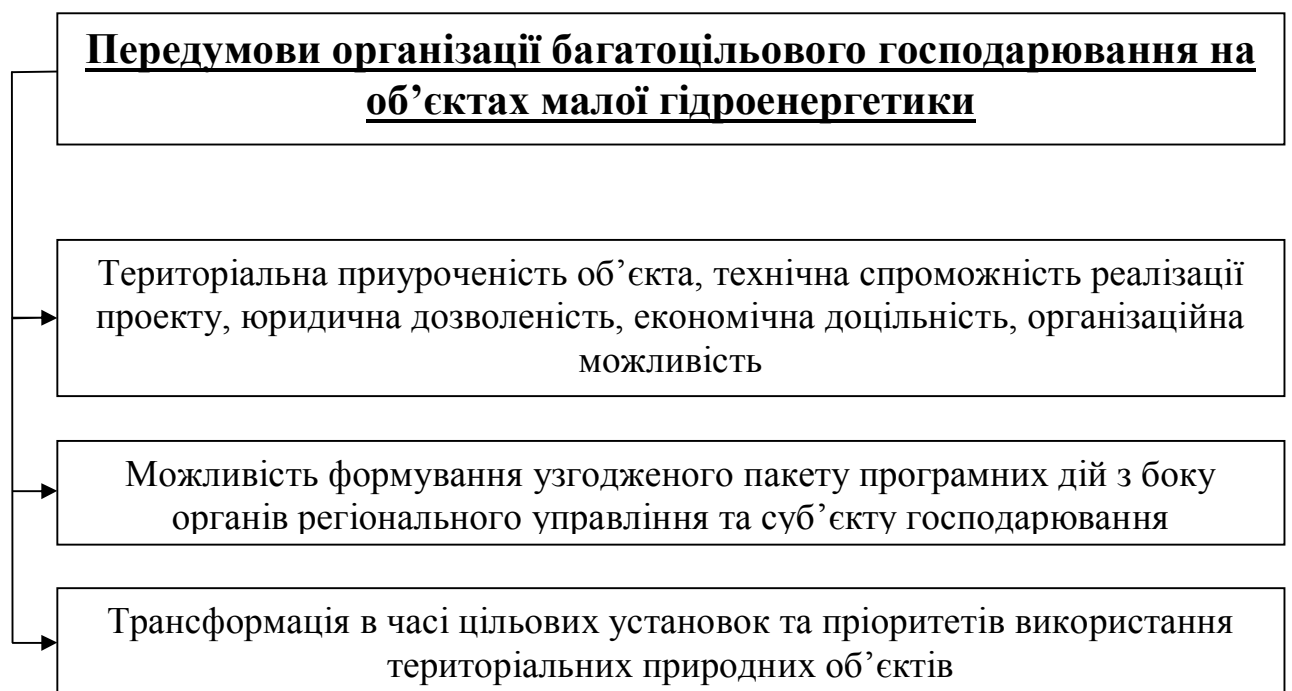 Передумови організації багатоцільового господарювання на
об’єктах малої гідроенергетики
Територіальна приуроченість об’єкта, технічна спроможність реалізації
проекту, юридична дозволеність, економічна доцільність, організаційна
можливість
Можливість формування узгодженого пакету програмних дій з боку
органів регіонального управління та суб’єкту господарювання
Трансформація в часі цільових установок та пріоритетів використання
територіальних природних об’єктів